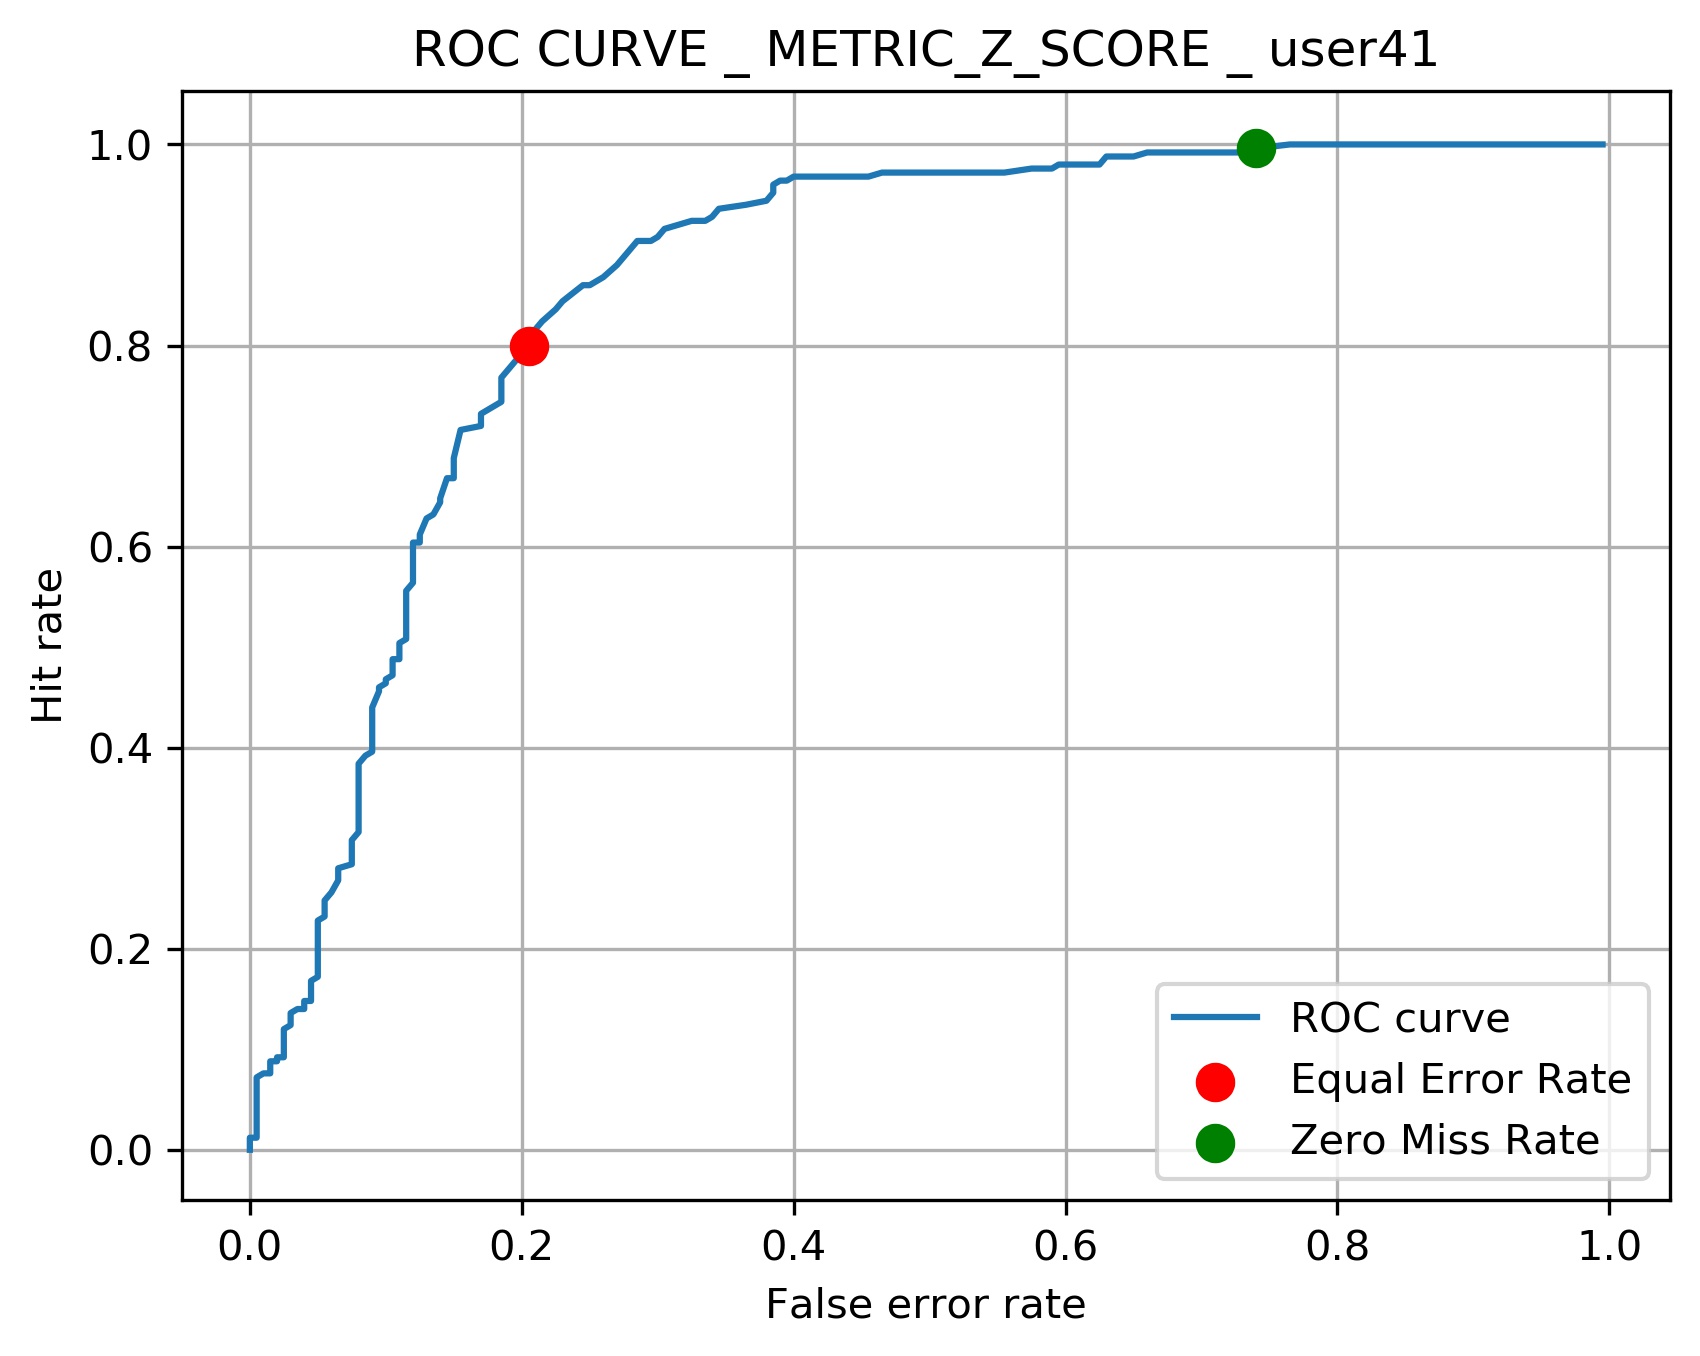 ROC CURVE _ METRIC_Z_SCORE _ user41
1.0
0.8
0.6
0.4
0.2
0.0
Hit rate
ROC curve
Equal Error Rate
Zero Miss Rate
0.0 0.2 0.4 0.6 0.8 1.0
False error rate